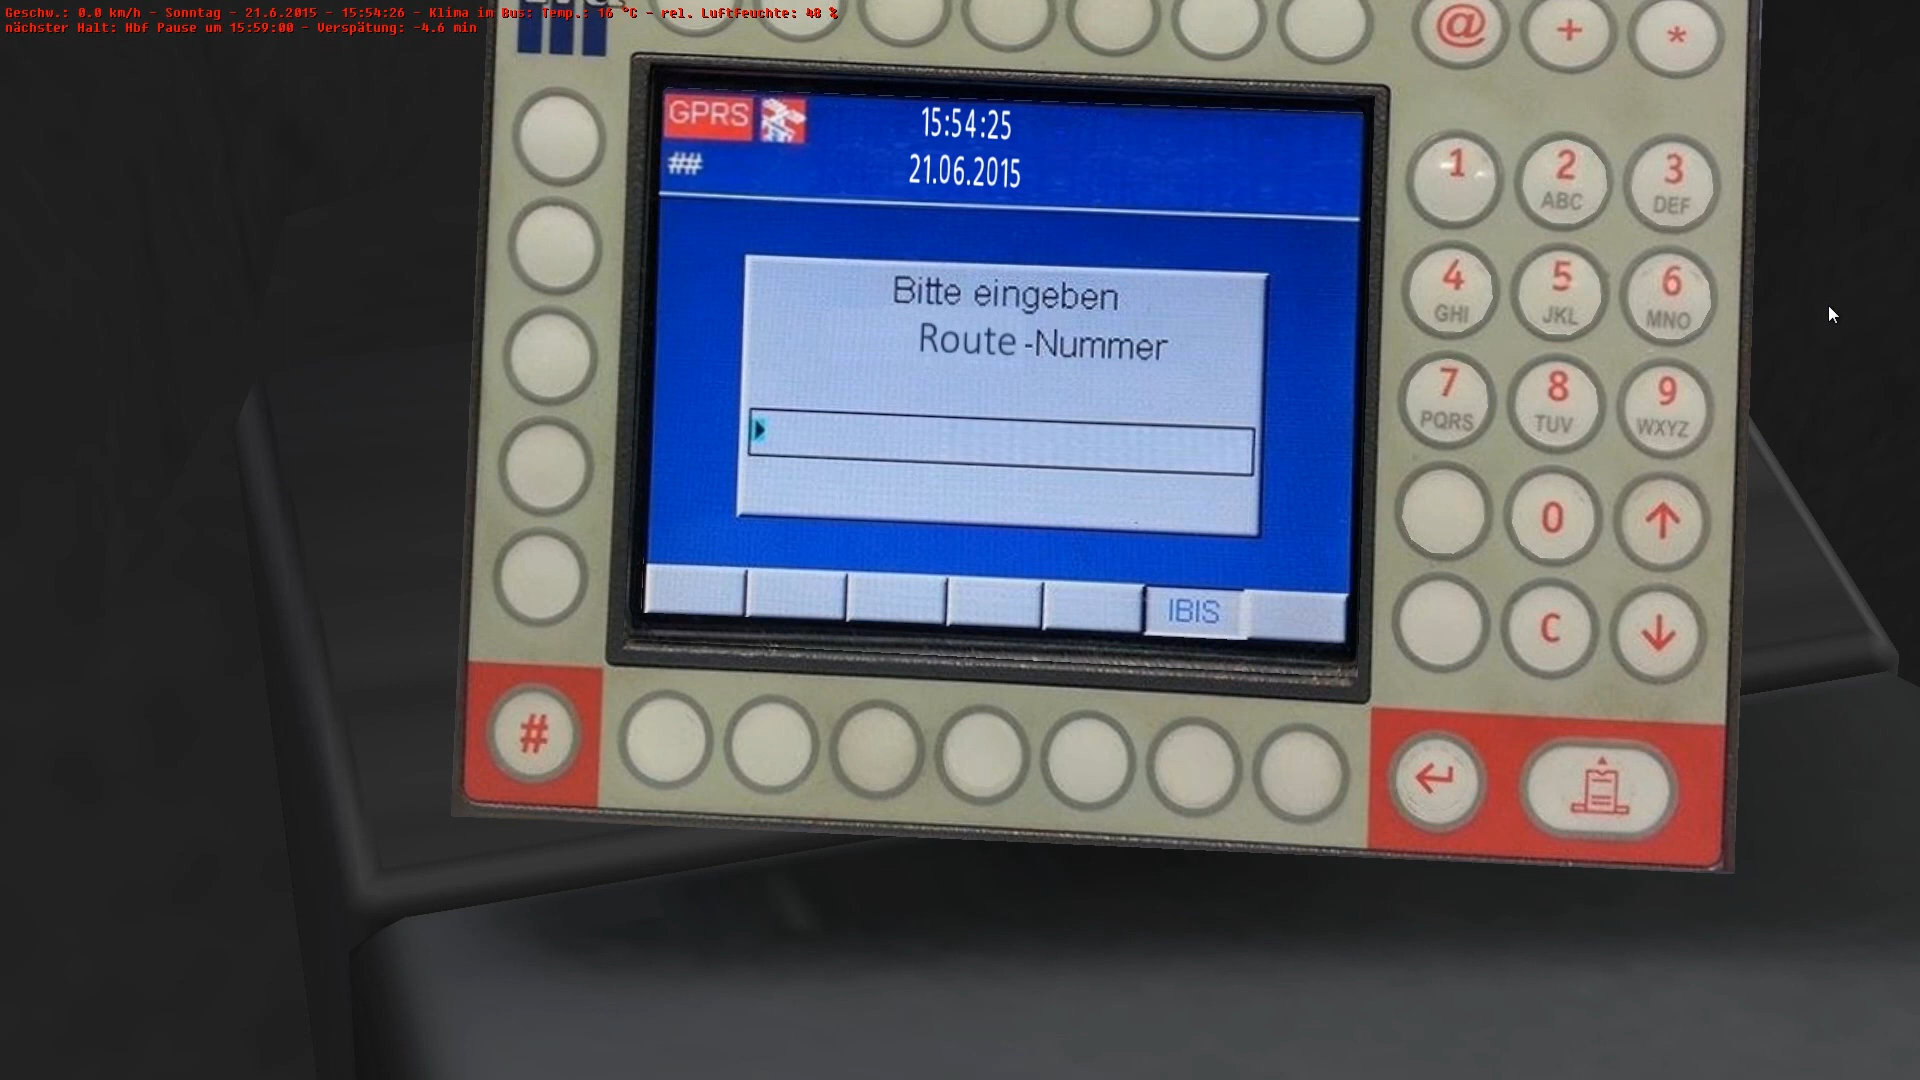 Geschw.: 0.0 km/h - Sonntag - 21.6.2015 - 15:54:26 - Klima im Bus: Temp.: 16 °C - rel. Luftfeuchte: 48 %
nächster Halt: Hbf Pause um 15:59:00 - Verspätung: -4.6 min
@ + *
GPRS
15:54:25
##
21.06.2015
Bitte eingeben
Route -Nummer
IBIS
1 2 3
ABC DEF
4 5 6
GHI JKL MNO
7 8 9
PQRS TUV WXYZ
0 ↑
C ↓
# ↵